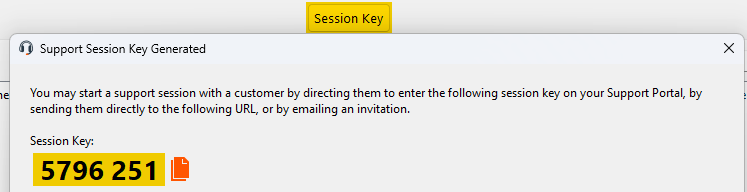 Session Key
Support Session Key Generated
You may start a support session with a customer by directing them to enter the following session key on your Support Portal, by
sending them directly to the following URL, or by emailing an invitation.
Session Key:
5796 251